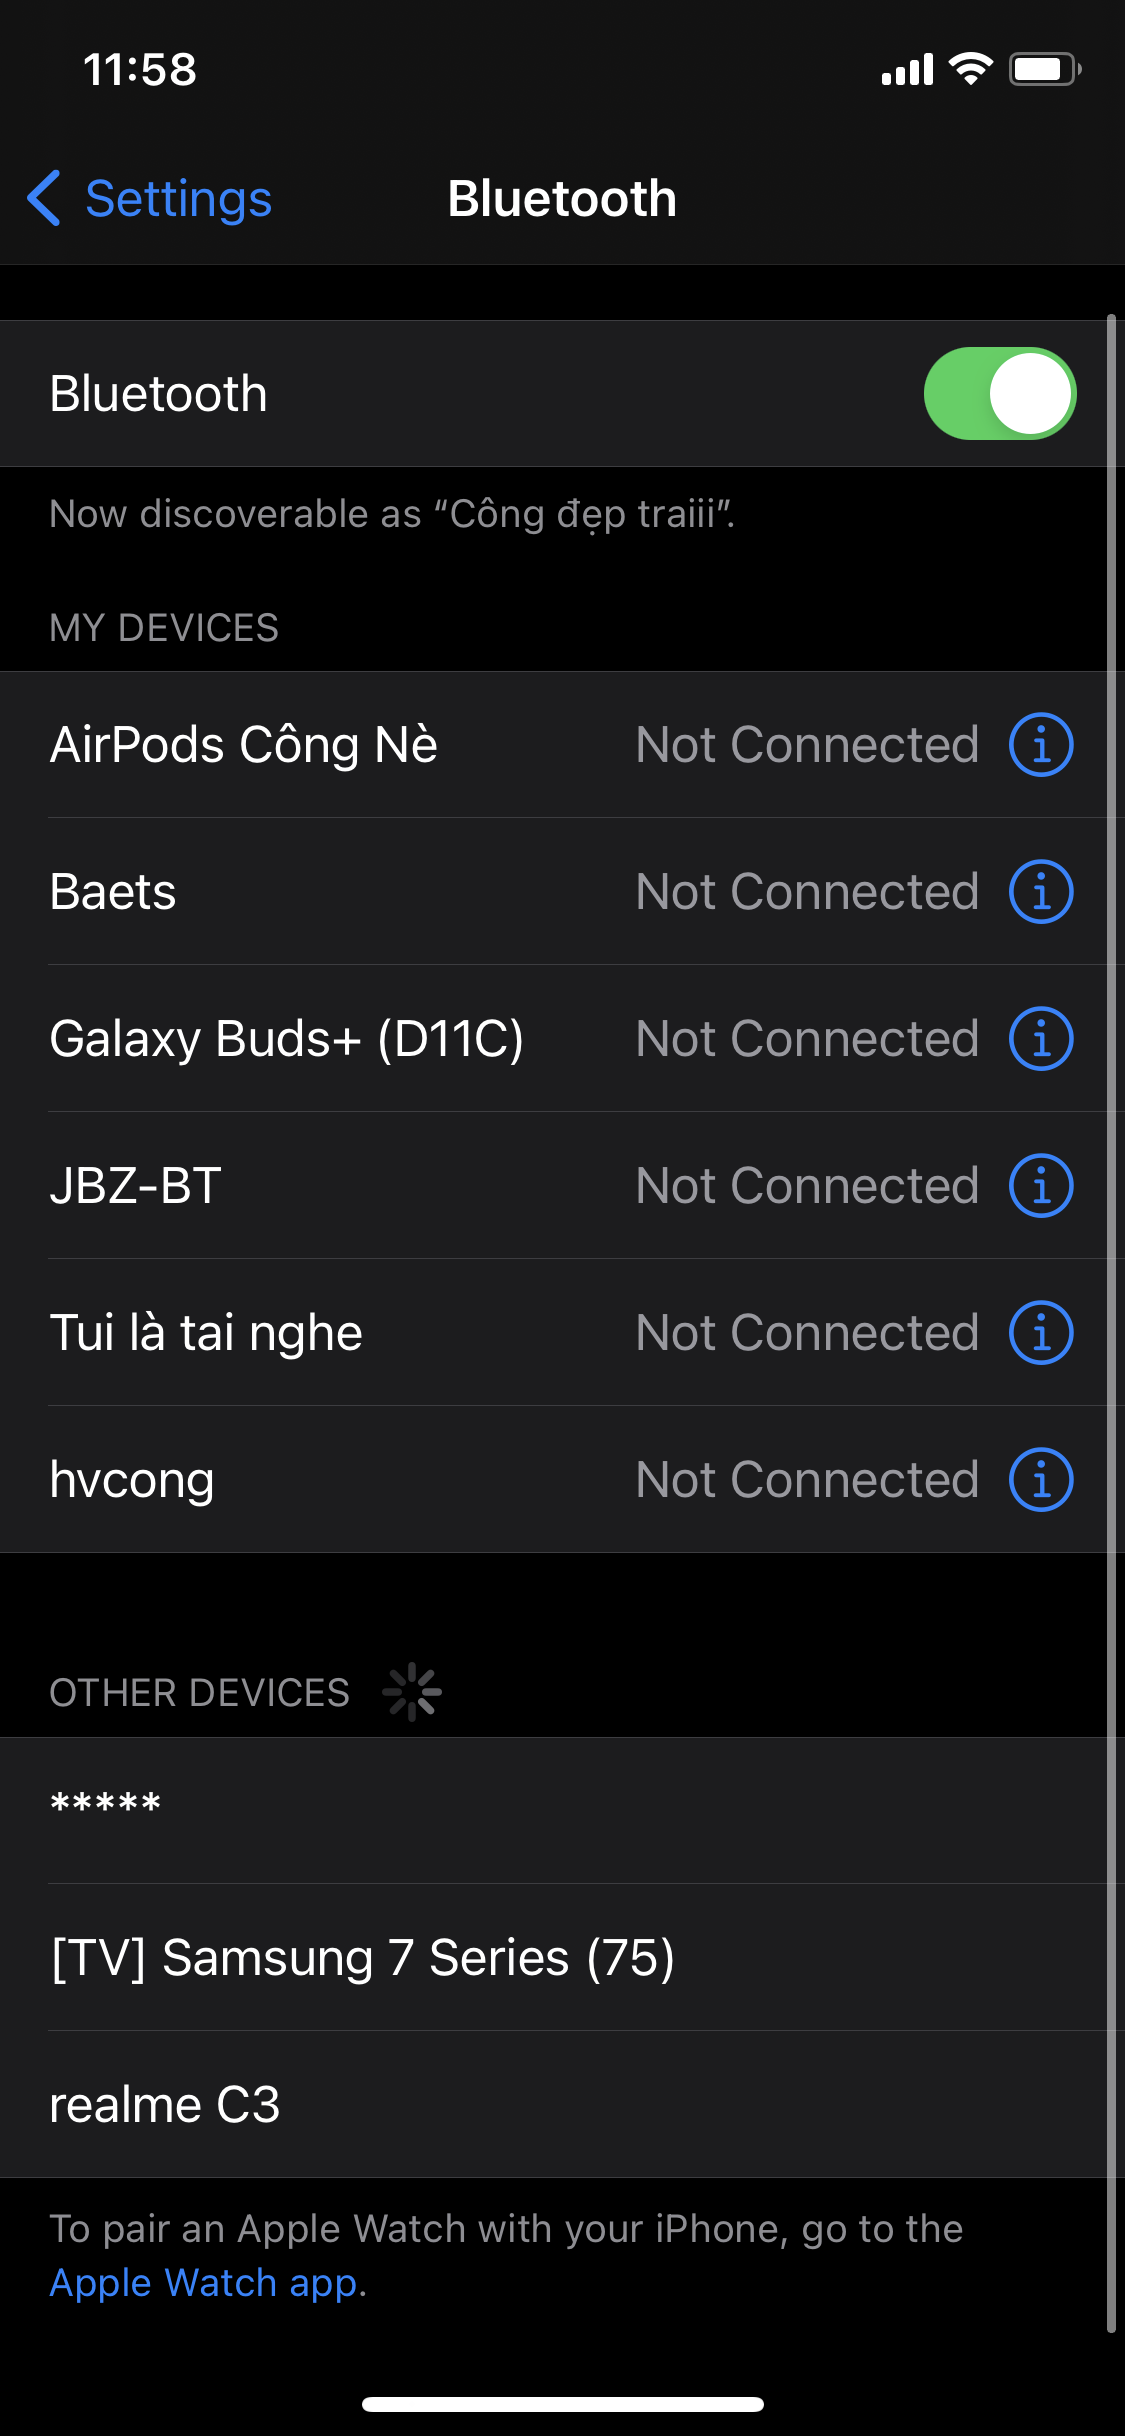 11:58
Settings
Bluetooth
Bluetooth
Now discoverable as “Công đẹp traiii”.
MY DEVICES
AirPods Công Nè Not Connected
Baets Not Connected
Galaxy Buds+ (D11C) Not Connected
JBZ-BT Not Connected
Tui là tai nghe Not Connected
hvcong Not Connected
OTHER DEVICES
*****
[TV] Samsung 7 Series (75)
realme C3
To pair an Apple Watch with your iPhone, go to the
Apple Watch app.